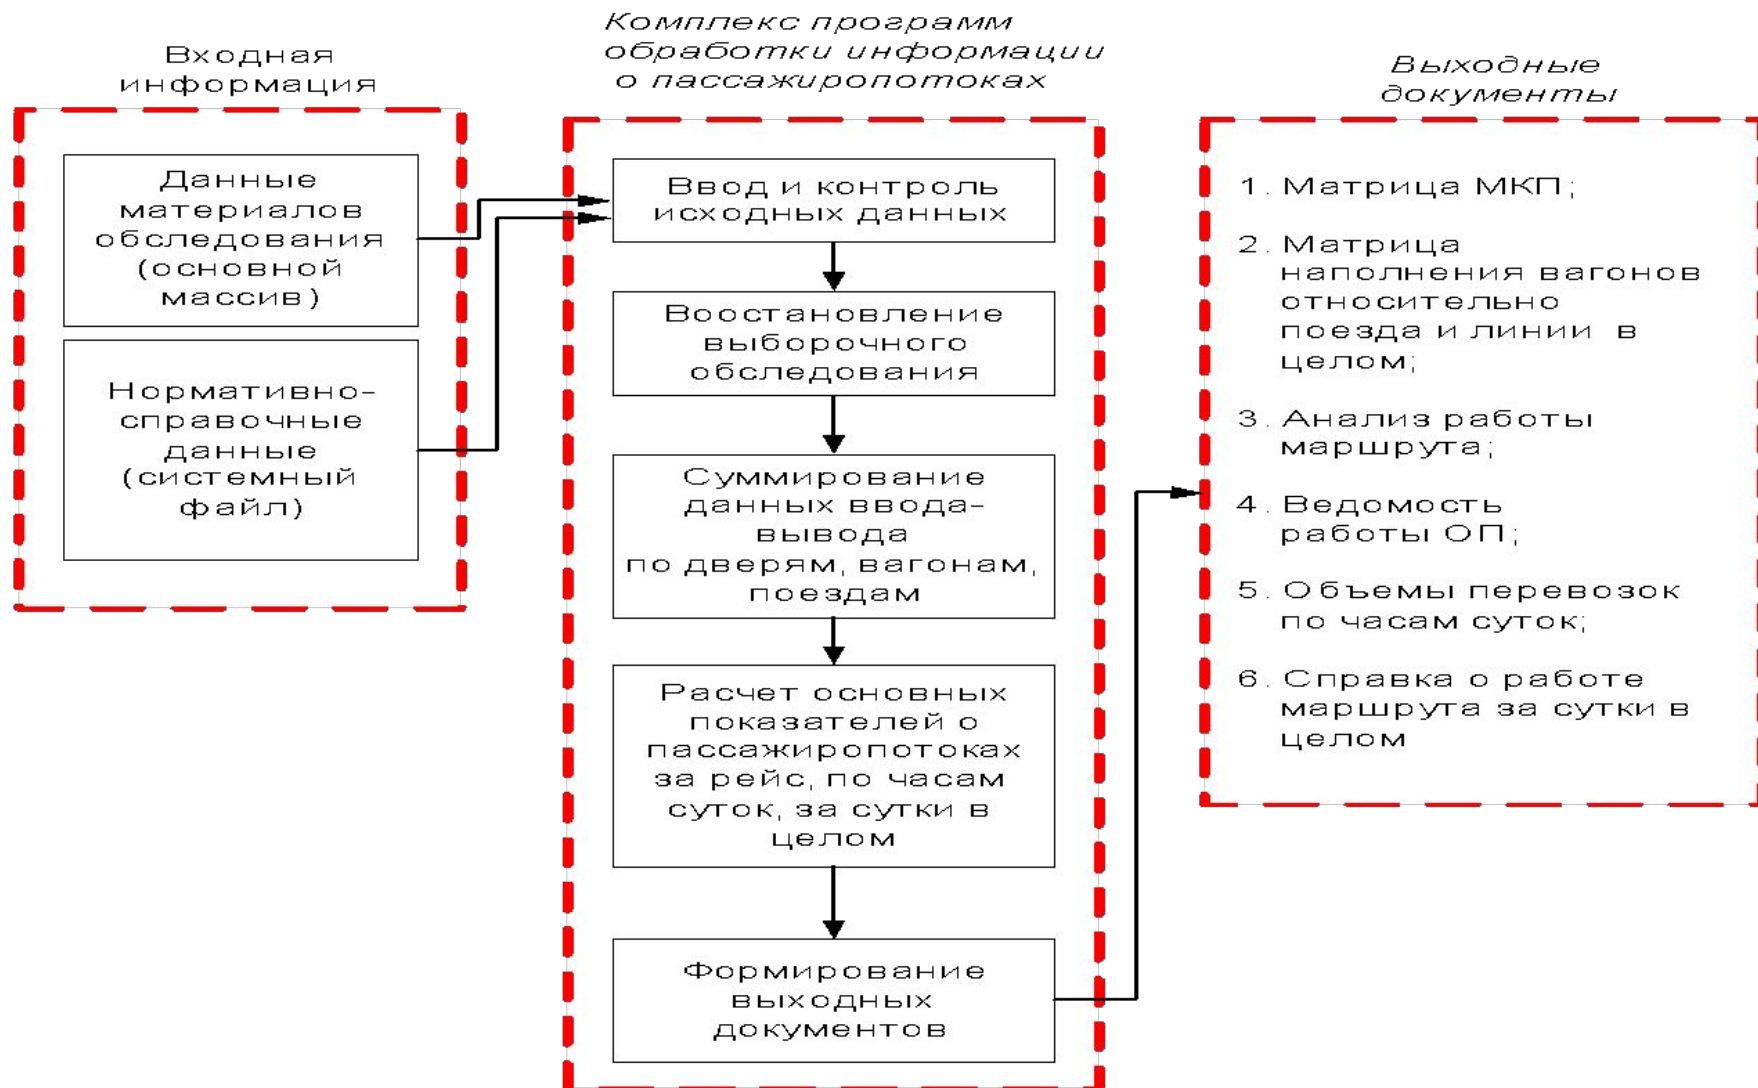 Входная
информация
Данные
материалов
обследования
(основной
массив)
Нормативно-
справочные
данные
(системный
файл)
Комплекс программ
обработки информации
о пассажиропотоках
Ввод и контроль
исходных данных
Воостановление
выборочного
обследования
Суммирование
данных ввода-
вывода
по дверям, вагонам,
поездам
Расчет основных
показателей о
пассажиропотоках
за рейс, по часам
суток, за сутки в
целом
Формирование
выходных
документов
Выходные
документы
1. Матрица МКП;
2. Матрица
наполнения вагонов
относительно
поезда и линии в
целом;
3. Анализ работы
маршрута;
4. Ведомость
работы ОП;
5. Объемы перевозок
по часам суток;
6. Справка о работе
маршрута за сутки в
целом